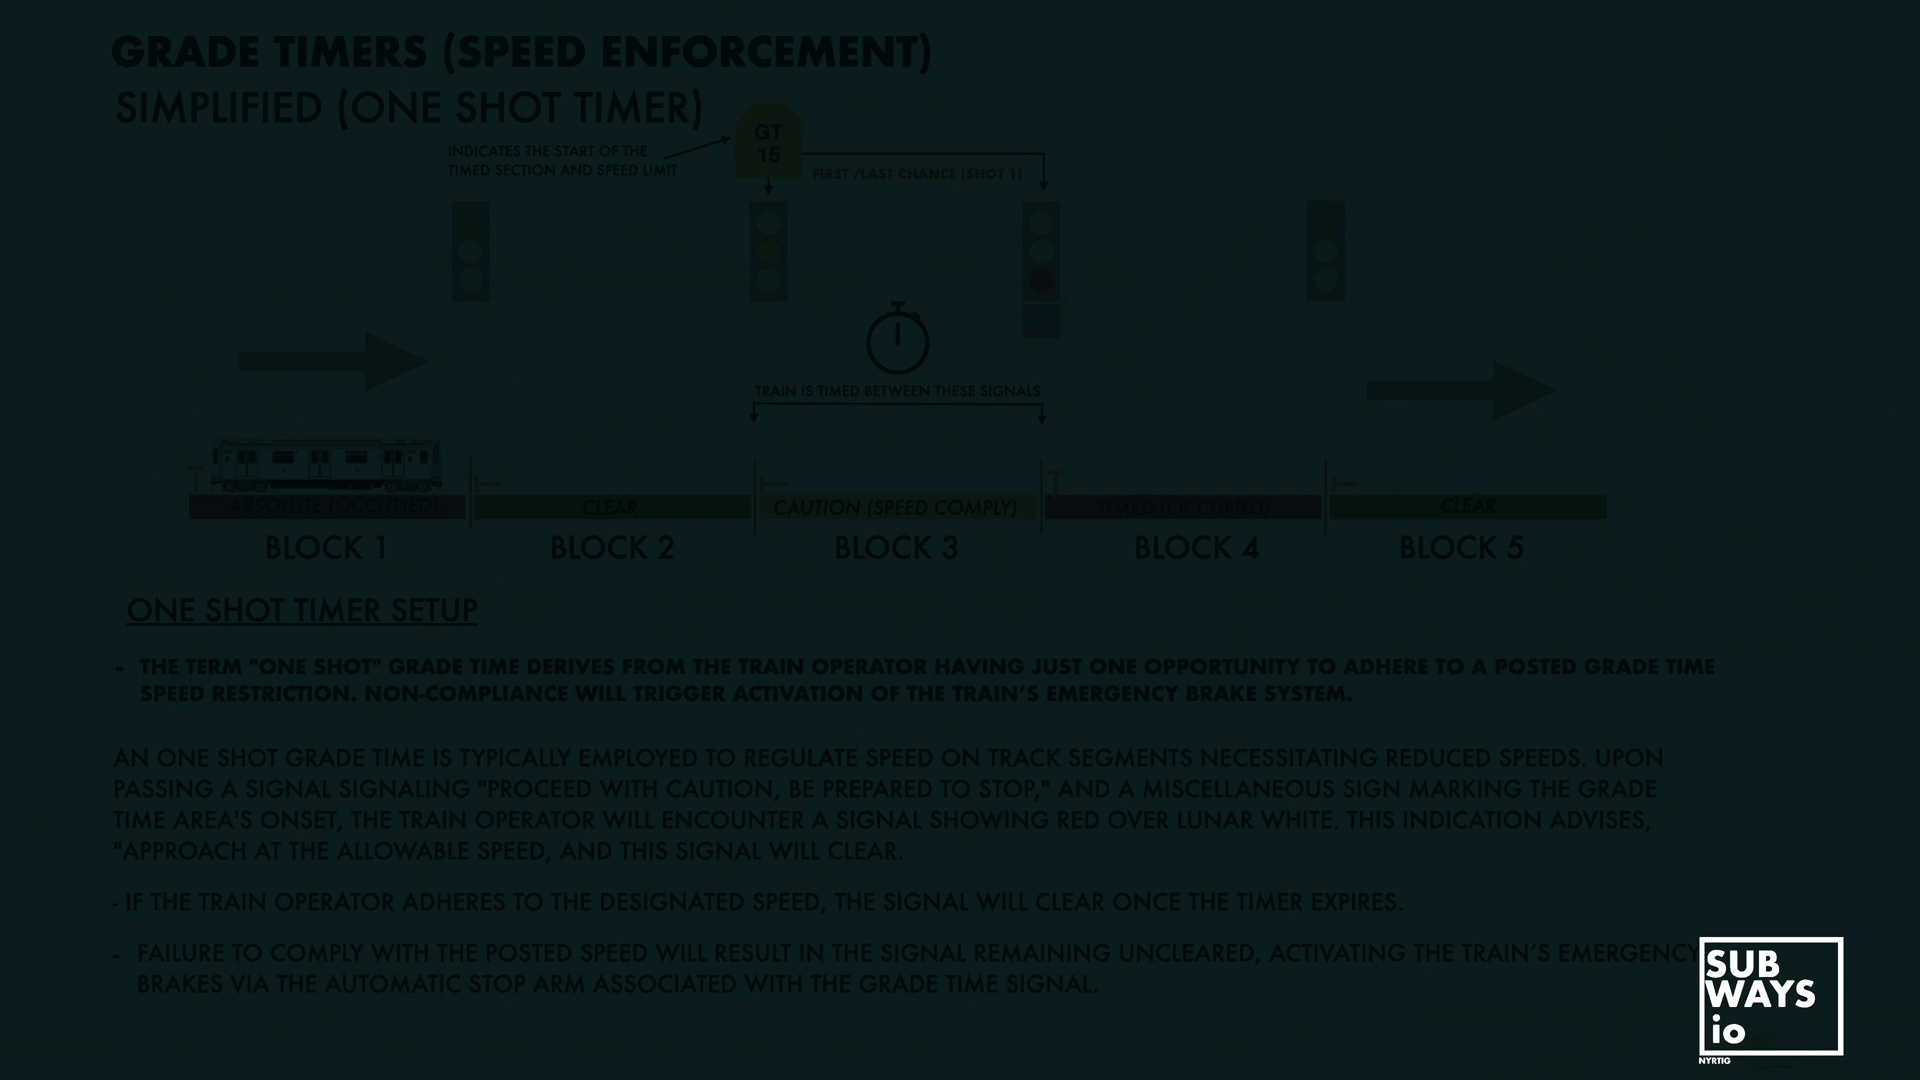 GRADE TIMERS (SPEED ENFORCEMENT)
SIMPLIFIED (ONE SHOT TIMER)
GT
15
INDICATES THE START OF THE
TIMED SECTION AND SPEED LIMIT
FIRST /LAST CHANCE (SHOT 1)
TRAIN IS TIMED BETWEEN THESE SIGNALS
ABSOLUTE (OCCUPIED)
CLEAR
CAUTION (SPEED COMPLY)
TIMED (OCCUPIED)
CLEAR
BLOCK 1
BLOCK 2
BLOCK 3
BLOCK 4
BLOCK 5
ONE SHOT TIMER SETUP
- THE TERM "ONE SHOT" GRADE TIME DERIVES FROM THE TRAIN OPERATOR HAVING JUST ONE OPPORTUNITY TO ADHERE TO A POSTED GRADE TIME
SPEED RESTRICTION. NON-COMPLIANCE WILL TRIGGER ACTIVATION OF THE TRAIN’S EMERGENCY BRAKE SYSTEM.
AN ONE SHOT GRADE TIME IS TYPICALLY EMPLOYED TO REGULATE SPEED ON TRACK SEGMENTS NECESSITATING REDUCED SPEEDS. UPON
PASSING A SIGNAL SIGNALING "PROCEED WITH CAUTION, BE PREPARED TO STOP," AND A MISCELLANEOUS SIGN MARKING THE GRADE
TIME AREA'S ONSET, THE TRAIN OPERATOR WILL ENCOUNTER A SIGNAL SHOWING RED OVER LUNAR WHITE. THIS INDICATION ADVISES,
"APPROACH AT THE ALLOWABLE SPEED, AND THIS SIGNAL WILL CLEAR.
- IF THE TRAIN OPERATOR ADHERES TO THE DESIGNATED SPEED, THE SIGNAL WILL CLEAR ONCE THE TIMER EXPIRES.
- FAILURE TO COMPLY WITH THE POSTED SPEED WILL RESULT IN THE SIGNAL REMAINING UNCLEARED, ACTIVATING THE TRAIN’S EMERGENCY
BRAKES VIA THE AUTOMATIC STOP ARM ASSOCIATED WITH THE GRADE TIME SIGNAL.
SUB
WAYS
io
NYRTIG